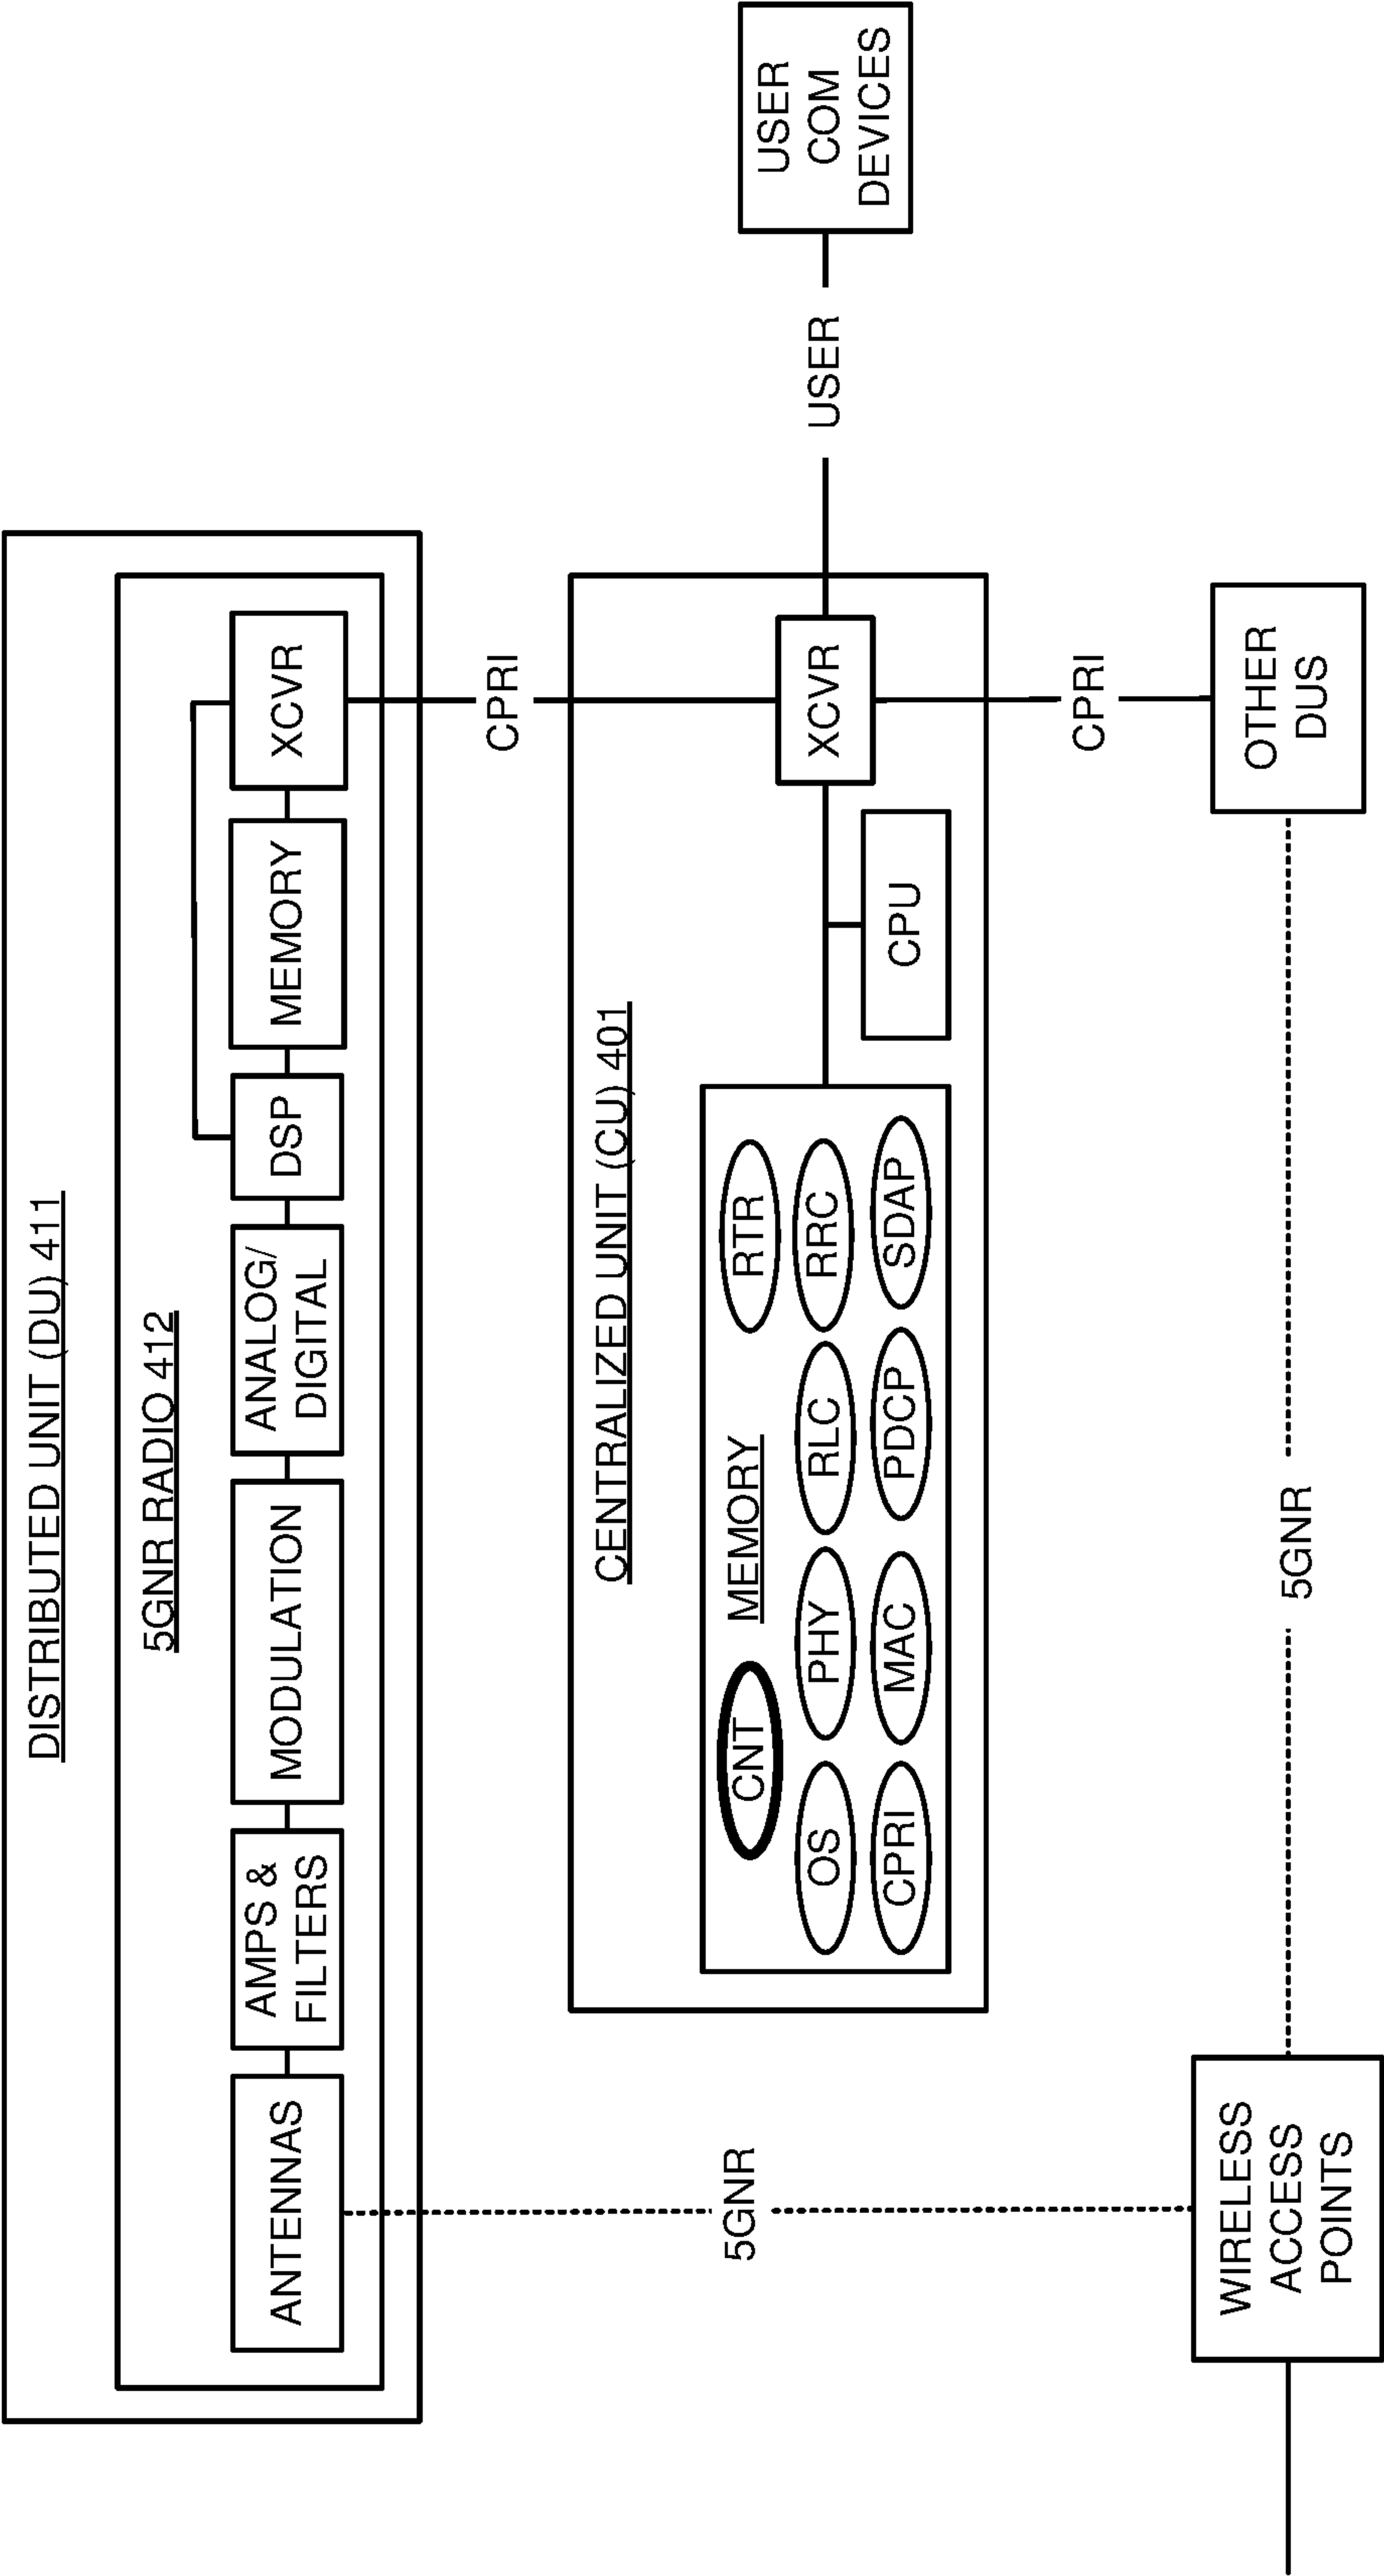 DISTRIBUTED UNIT (DU) 411
5GNR RADIO 412
ANTENNAS
AMPS &
FILTERS
MODULATION
ANALOG/
DIGITAL
DSP
MEMORY
XCVR
CPRI
CENTRALIZED UNIT (CU) 401
CNT
MEMORY
RTR
OS
PHY
RLC
RRC
CPRI
MAC
PDCP
SDAP
CPU
XCVR
USER
USER
COM
DEVICES
5GNR
CPRI
WIRELESS
ACCESS
POINTS
5GNR
OTHER
DUS